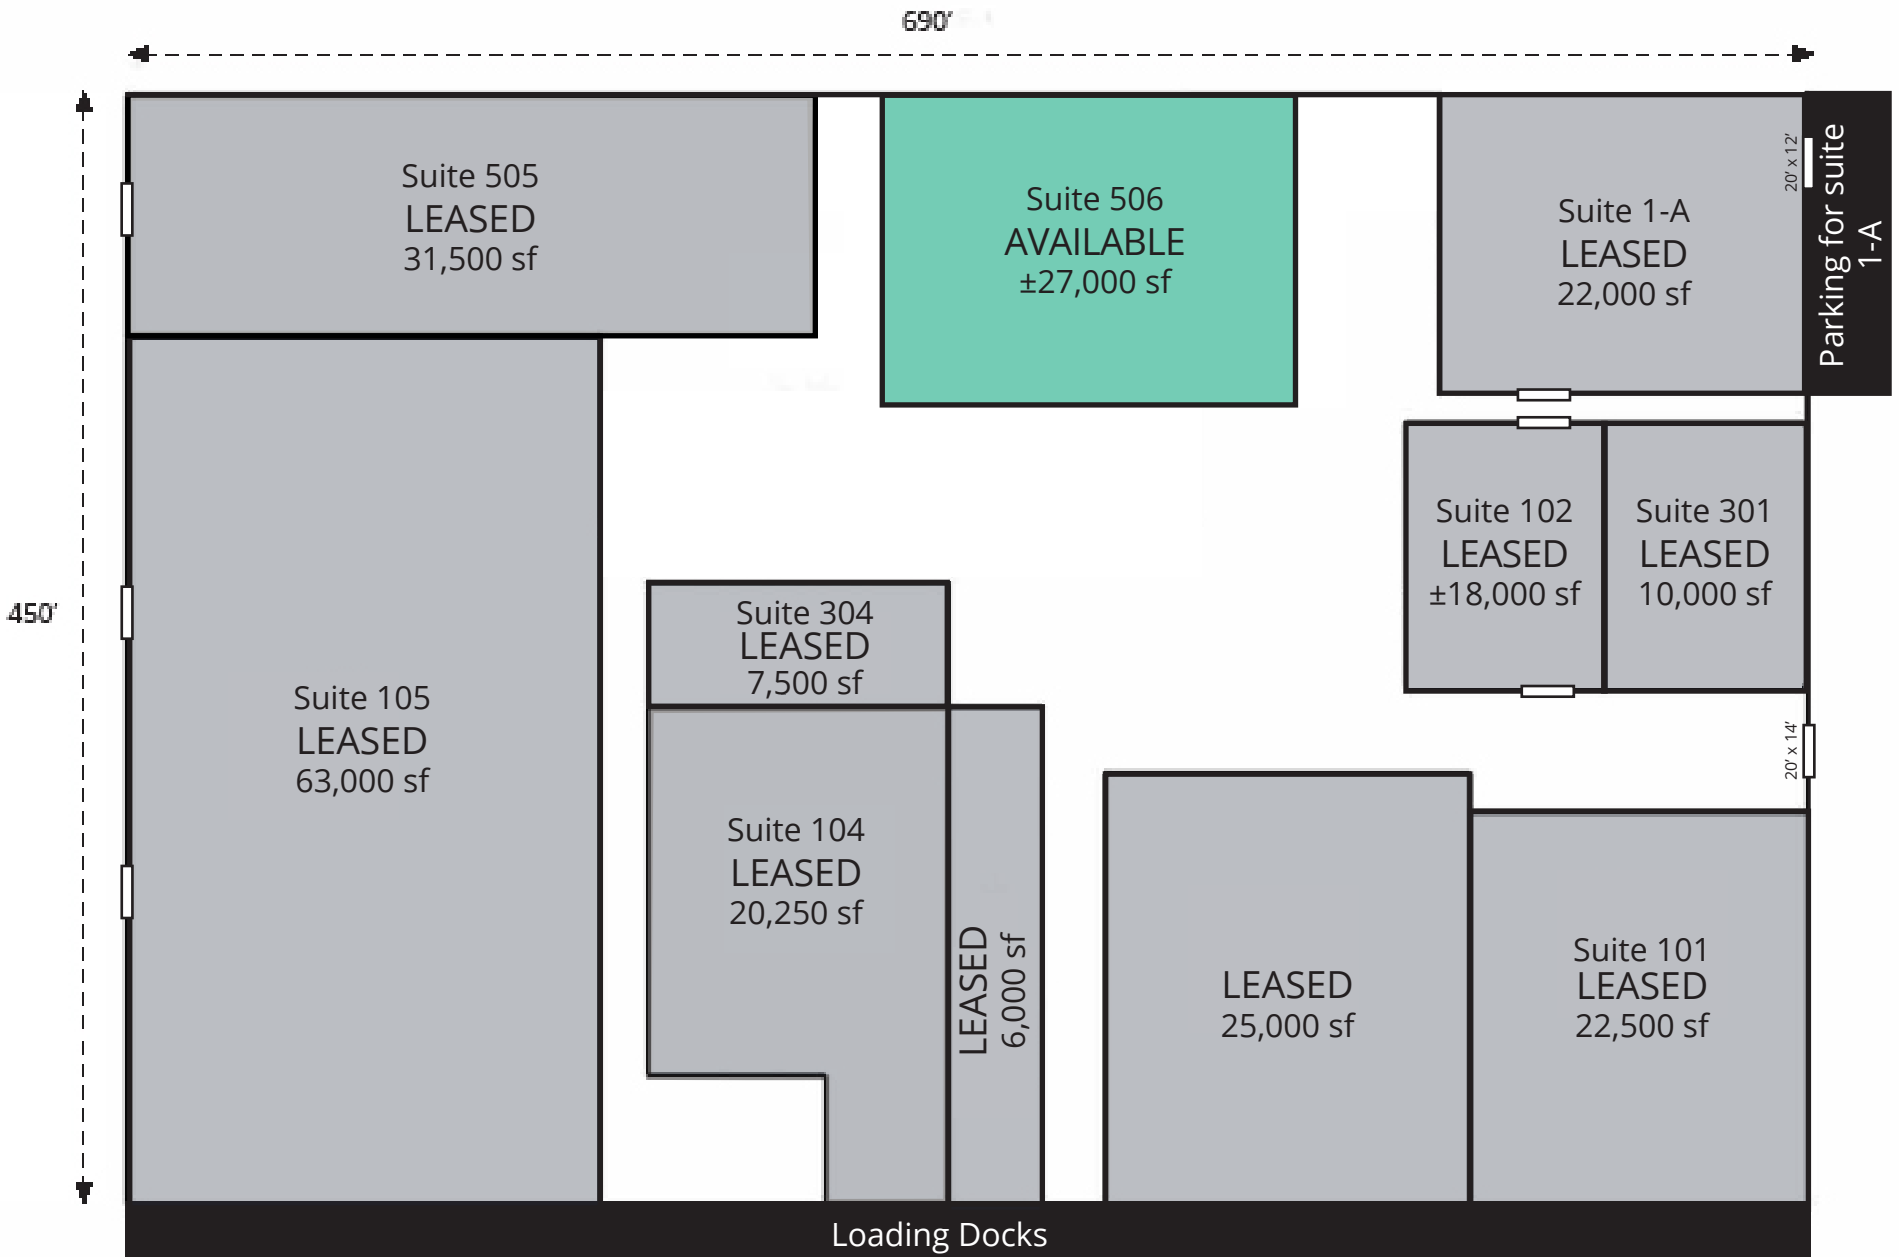 690'
450'
Suite 505
LEASED
31,500 sf
Suite 506
AVAILABLE
±27,000 sf
Suite 1-A
LEASED
22,000 sf
20' x 12'
Parking for suite
1-A
Suite 102
LEASED
±18,000 sf
Suite 301
LEASED
10,000 sf
Suite 304
LEASED
7,500 sf
Suite 105
LEASED
63,000 sf
20' x 14'
Suite 104
LEASED
20,250 sf
LEASED
6,000 sf
LEASED
25,000 sf
Suite 101
LEASED
22,500 sf
Loading Docks